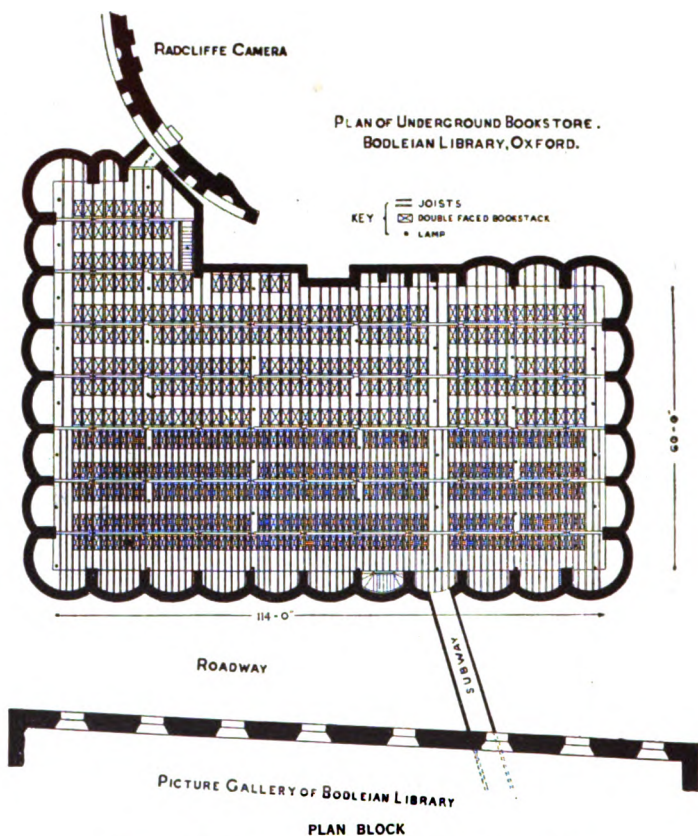 RADCLIFFE CAMERA
PLAN OF UNDERGROUND BOOKSTORE.
BODLEIAN LIBRARY, OXFORD.
KEY
JOISTS
DOUBLE FACED BOOKSTACK
LAMP
60-0"
114-0"
ROADWAY
SUBWAY
PICTURE GALLERY OF BODLEIAN LIBRARY
PLAN BLOCK